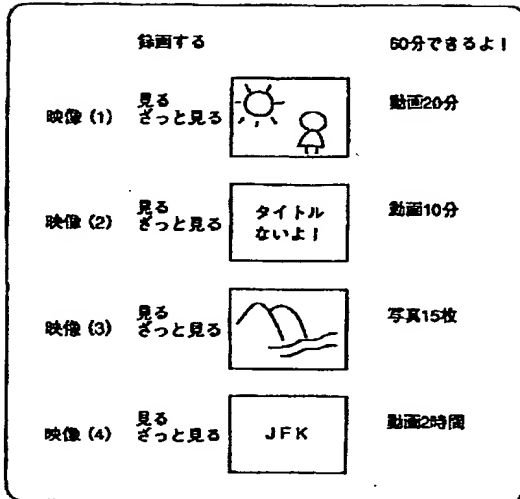 録画する 60分できるよ!
映像(1) 見る ざっと見る 動画20分
映像(2) 見る ざっと見る タイトル ないよ! 動画10分
映像(3) 見る ざっと見る 写真15枚
映像(4) 見る ざっと見る JFK 動画2時間